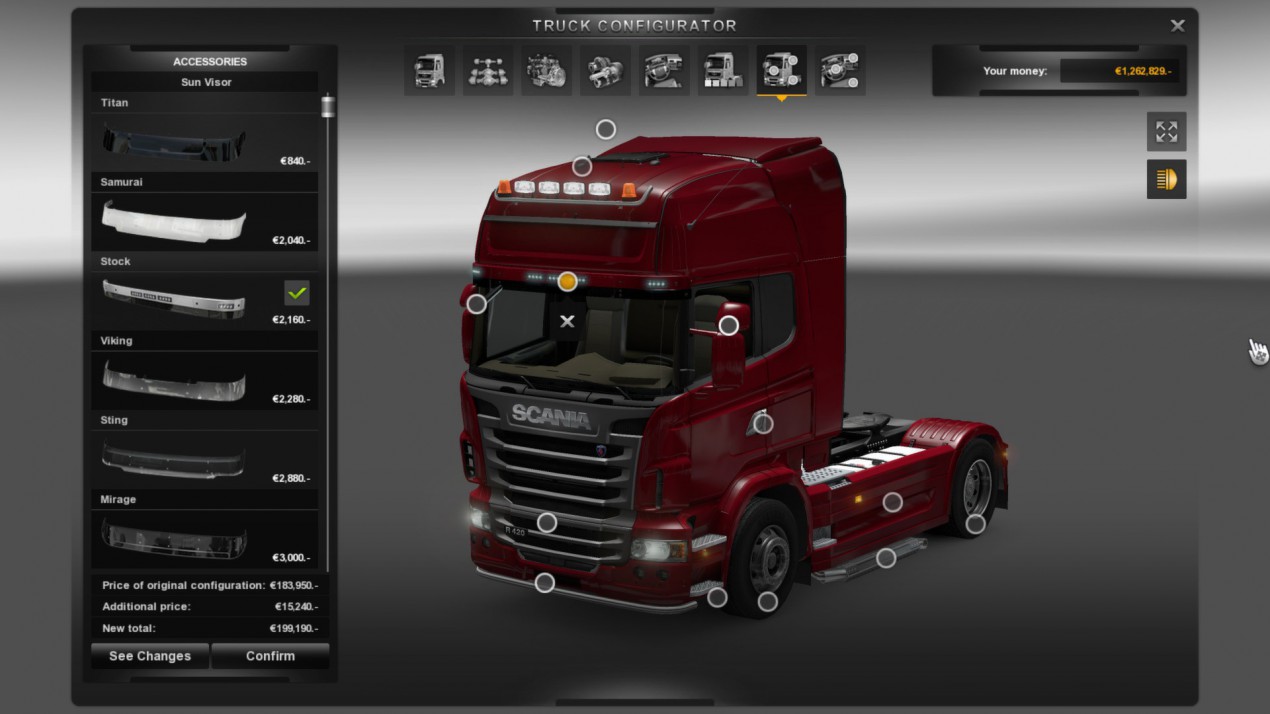 TRUCK CONFIGURATOR
ACCESSORIES
Sun Visor
Titan
€840.-
Samurai
€2,040.-
Stock
€2,160.-
Viking
€2,280.-
Sting
€2,880.-
Mirage
€3,000.-
Price of original configuration: €183,950.-
Additional price: €15,240.-
New total: €199,190.-
See Changes
Confirm
Your money: €1,262,829.-
SCANIA
R 420